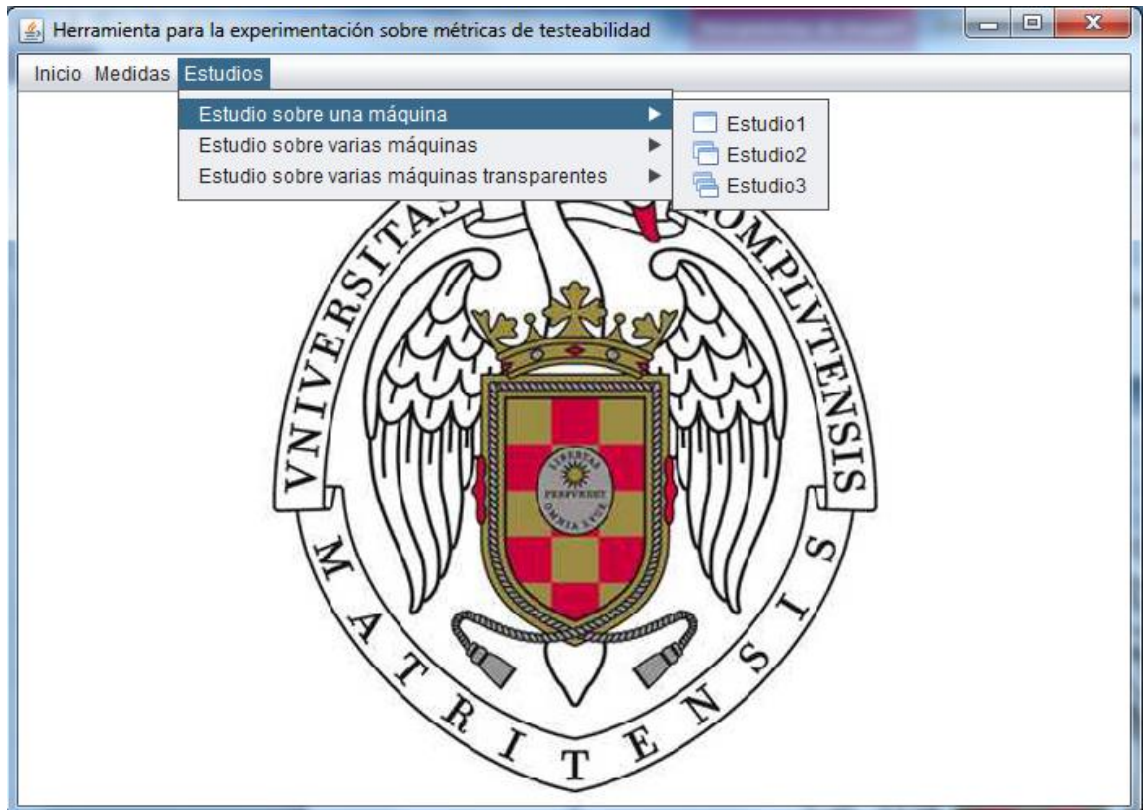 Herramienta para la experimentación sobre métricas de testeabilidad
Inicio Medidas Estudios
Estudio sobre una máquina
Estudio sobre varias máquinas
Estudio sobre varias máquinas transparentes
Estudio1
Estudio2
Estudio3
VNIVERSITAS COMPLVTENSIS
MATRITENSIS
LIBERTAS
PERFVNDET
OMNIA LVCE